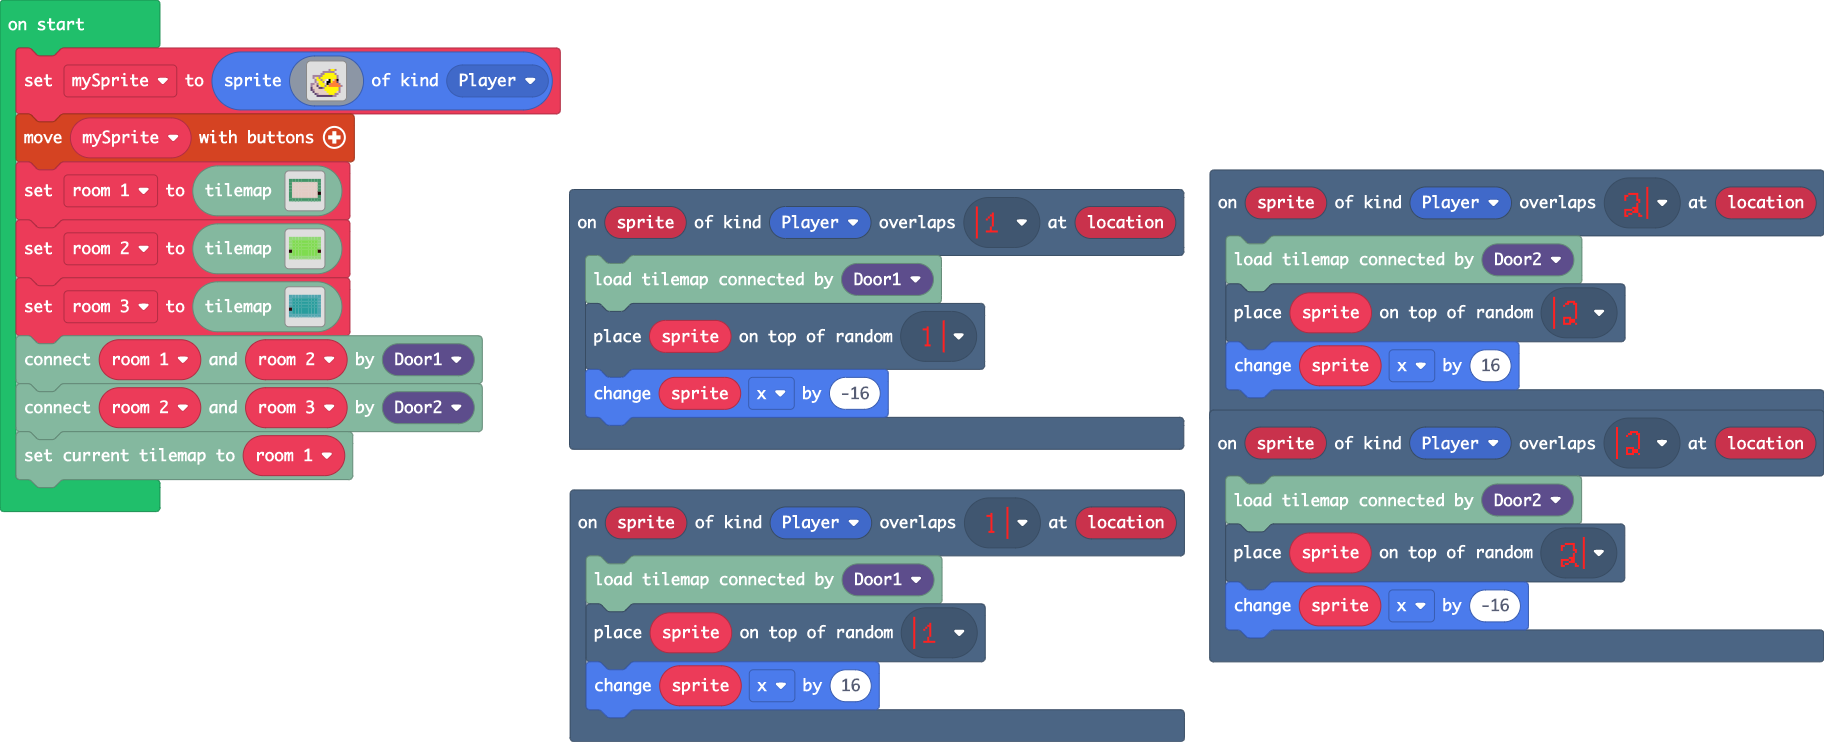 on start
set mySprite to sprite of kind Player
move mySprite with buttons
set room 1 to tilemap
set room 2 to tilemap
set room 3 to tilemap
connect room 1 and room 2 by Door1
connect room 2 and room 3 by Door2
set current tilemap to room 1
on sprite of kind Player overlaps |1 at location
load tilemap connected by Door1
place sprite on top of random 1|
change sprite x by -16
on sprite of kind Player overlaps 1| at location
load tilemap connected by Door1
place sprite on top of random |1
change sprite x by 16
on sprite of kind Player overlaps 2| at location
load tilemap connected by Door2
place sprite on top of random |2
change sprite x by 16
on sprite of kind Player overlaps |2 at location
load tilemap connected by Door2
place sprite on top of random 2|
change sprite x by -16